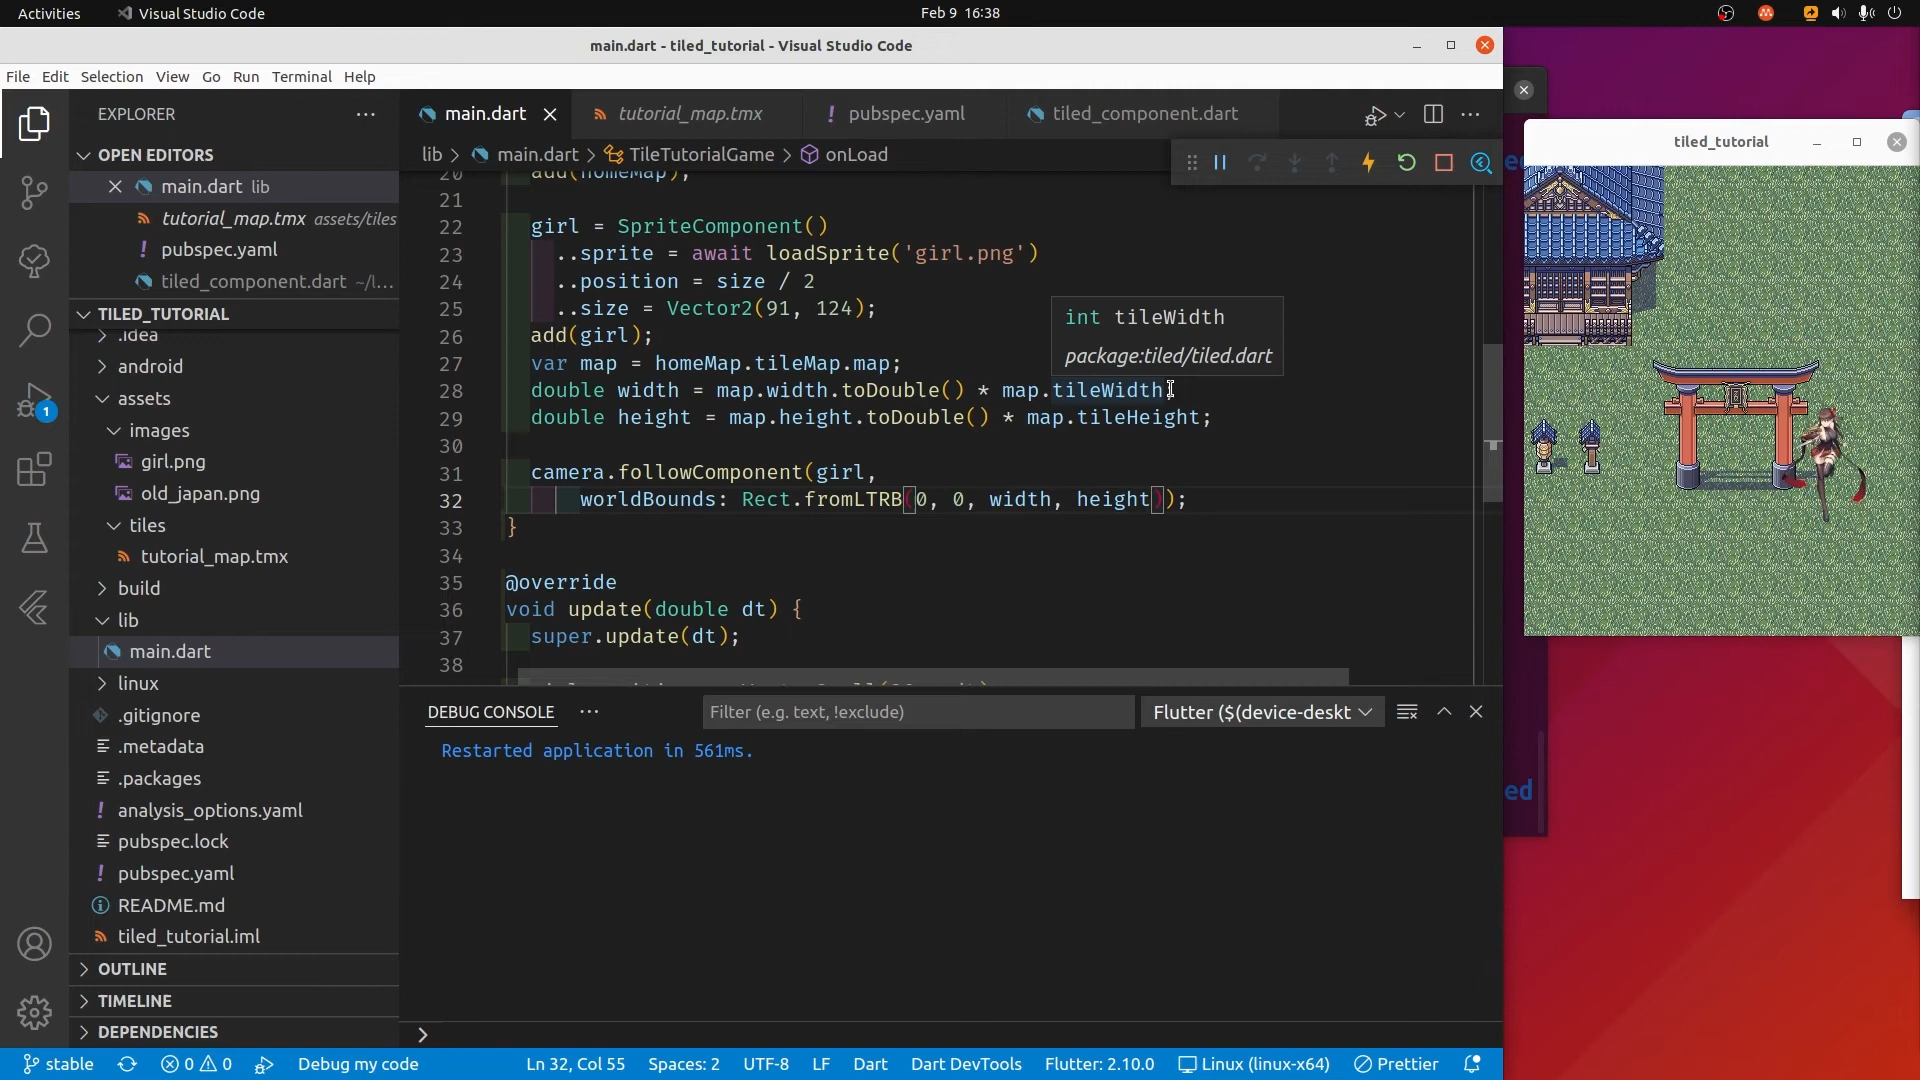 Activities
Visual Studio Code
Feb 9 16:38
main.dart - tiled_tutorial - Visual Studio Code
File Edit Selection View Go Run Terminal Help
EXPLORER
OPEN EDITORS
main.dart lib
tutorial_map.tmx assets/tiles
pubspec.yaml
tiled_component.dart ~/l...
TILED_TUTORIAL
.idea
android
assets
images
girl.png
old_japan.png
tiles
tutorial_map.tmx
build
lib
main.dart
linux
.gitignore
.metadata
.packages
analysis_options.yaml
pubspec.lock
pubspec.yaml
README.md
tiled_tutorial.iml
OUTLINE
TIMELINE
DEPENDENCIES
1
main.dart
tutorial_map.tmx
pubspec.yaml
tiled_component.dart
lib > main.dart > TileTutorialGame > onLoad
20 add(homeMap);
21
22 girl = SpriteComponent()
23 ..sprite = await loadSprite('girl.png')
24 ..position = size / 2
25 ..size = Vector2(91, 124);
26 add(girl);
27 var map = homeMap.tileMap.map;
28 double width = map.width.toDouble() * map.tileWidth
29 double height = map.height.toDouble() * map.tileHeight;
30
31 camera.followComponent(girl,
32 worldBounds: Rect.fromLTRB(0, 0, width, height));
33 }
34
35 @override
36 void update(double dt) {
37 super.update(dt);
38
int tileWidth
package:tiled/tiled.dart
DEBUG CONSOLE
Filter (e.g. text, !exclude)
Flutter ($(device-deskt
Restarted application in 561ms.
stable
0 0
Debug my code
Ln 32, Col 55
Spaces: 2
UTF-8
LF
Dart
Dart DevTools
Flutter: 2.10.0
Linux (linux-x64)
Prettier
tiled_tutorial
ed